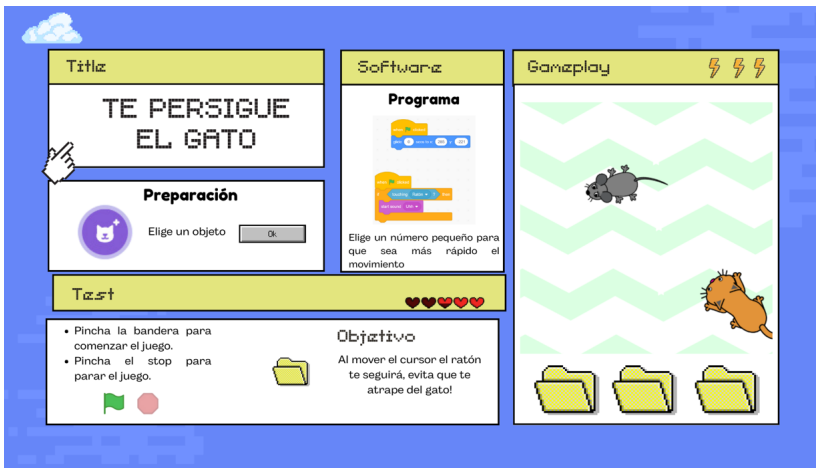 Title
TE PERSIGUE
EL GATO
Preparación
Elige un objeto
Ok
Software
Programa
Elige un número pequeño para
que sea más rápido el
movimiento
Gameplay
Test
• Pincha la bandera para
comenzar el juego.
• Pincha el stop para
parar el juego.
Objetivo
Al mover el cursor el ratón
te seguirá, evita que te
atrape del gato!